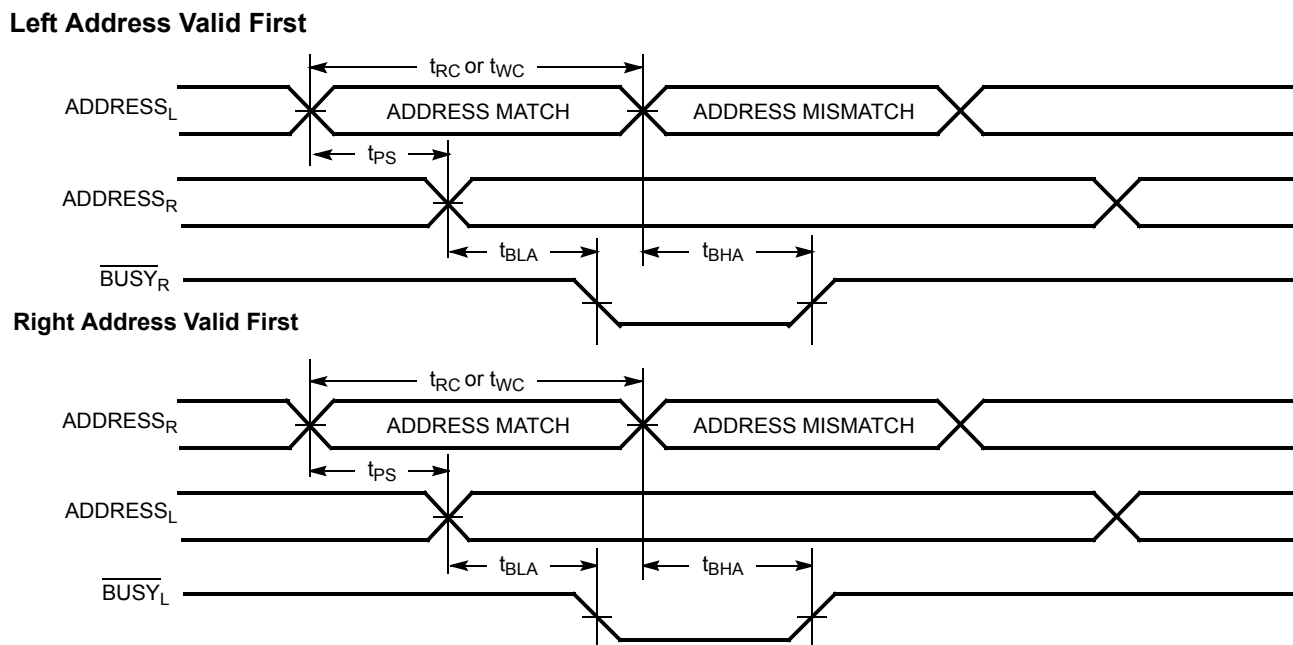 Left Address Valid First
tRC or tWC
ADDRESSL ADDRESS MATCH ADDRESS MISMATCH
tPS
ADDRESSR
tBLA tBHA
BUSYR
Right Address Valid First
tRC or tWC
ADDRESSR ADDRESS MATCH ADDRESS MISMATCH
tPS
ADDRESSL
tBLA tBHA
BUSYL